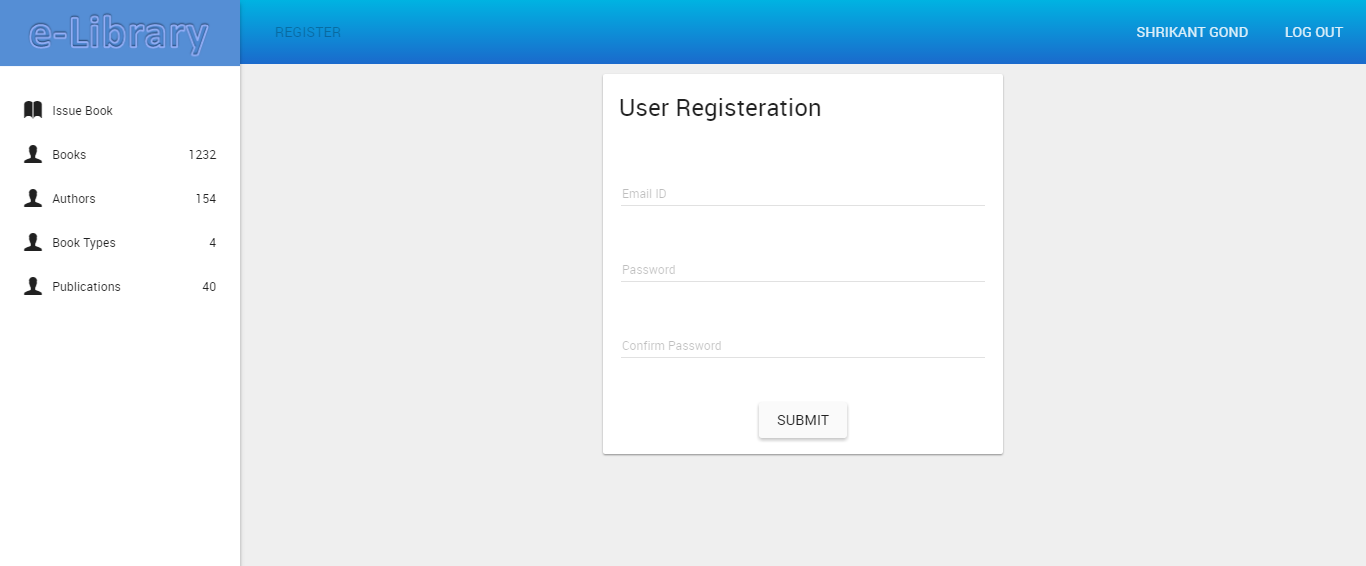 e-Library
REGISTER
SHRIKANT GOND
LOG OUT
Issue Book
Books 1232
Authors 154
Book Types 4
Publications 40
User Registeration
Email ID
Password
Confirm Password
SUBMIT